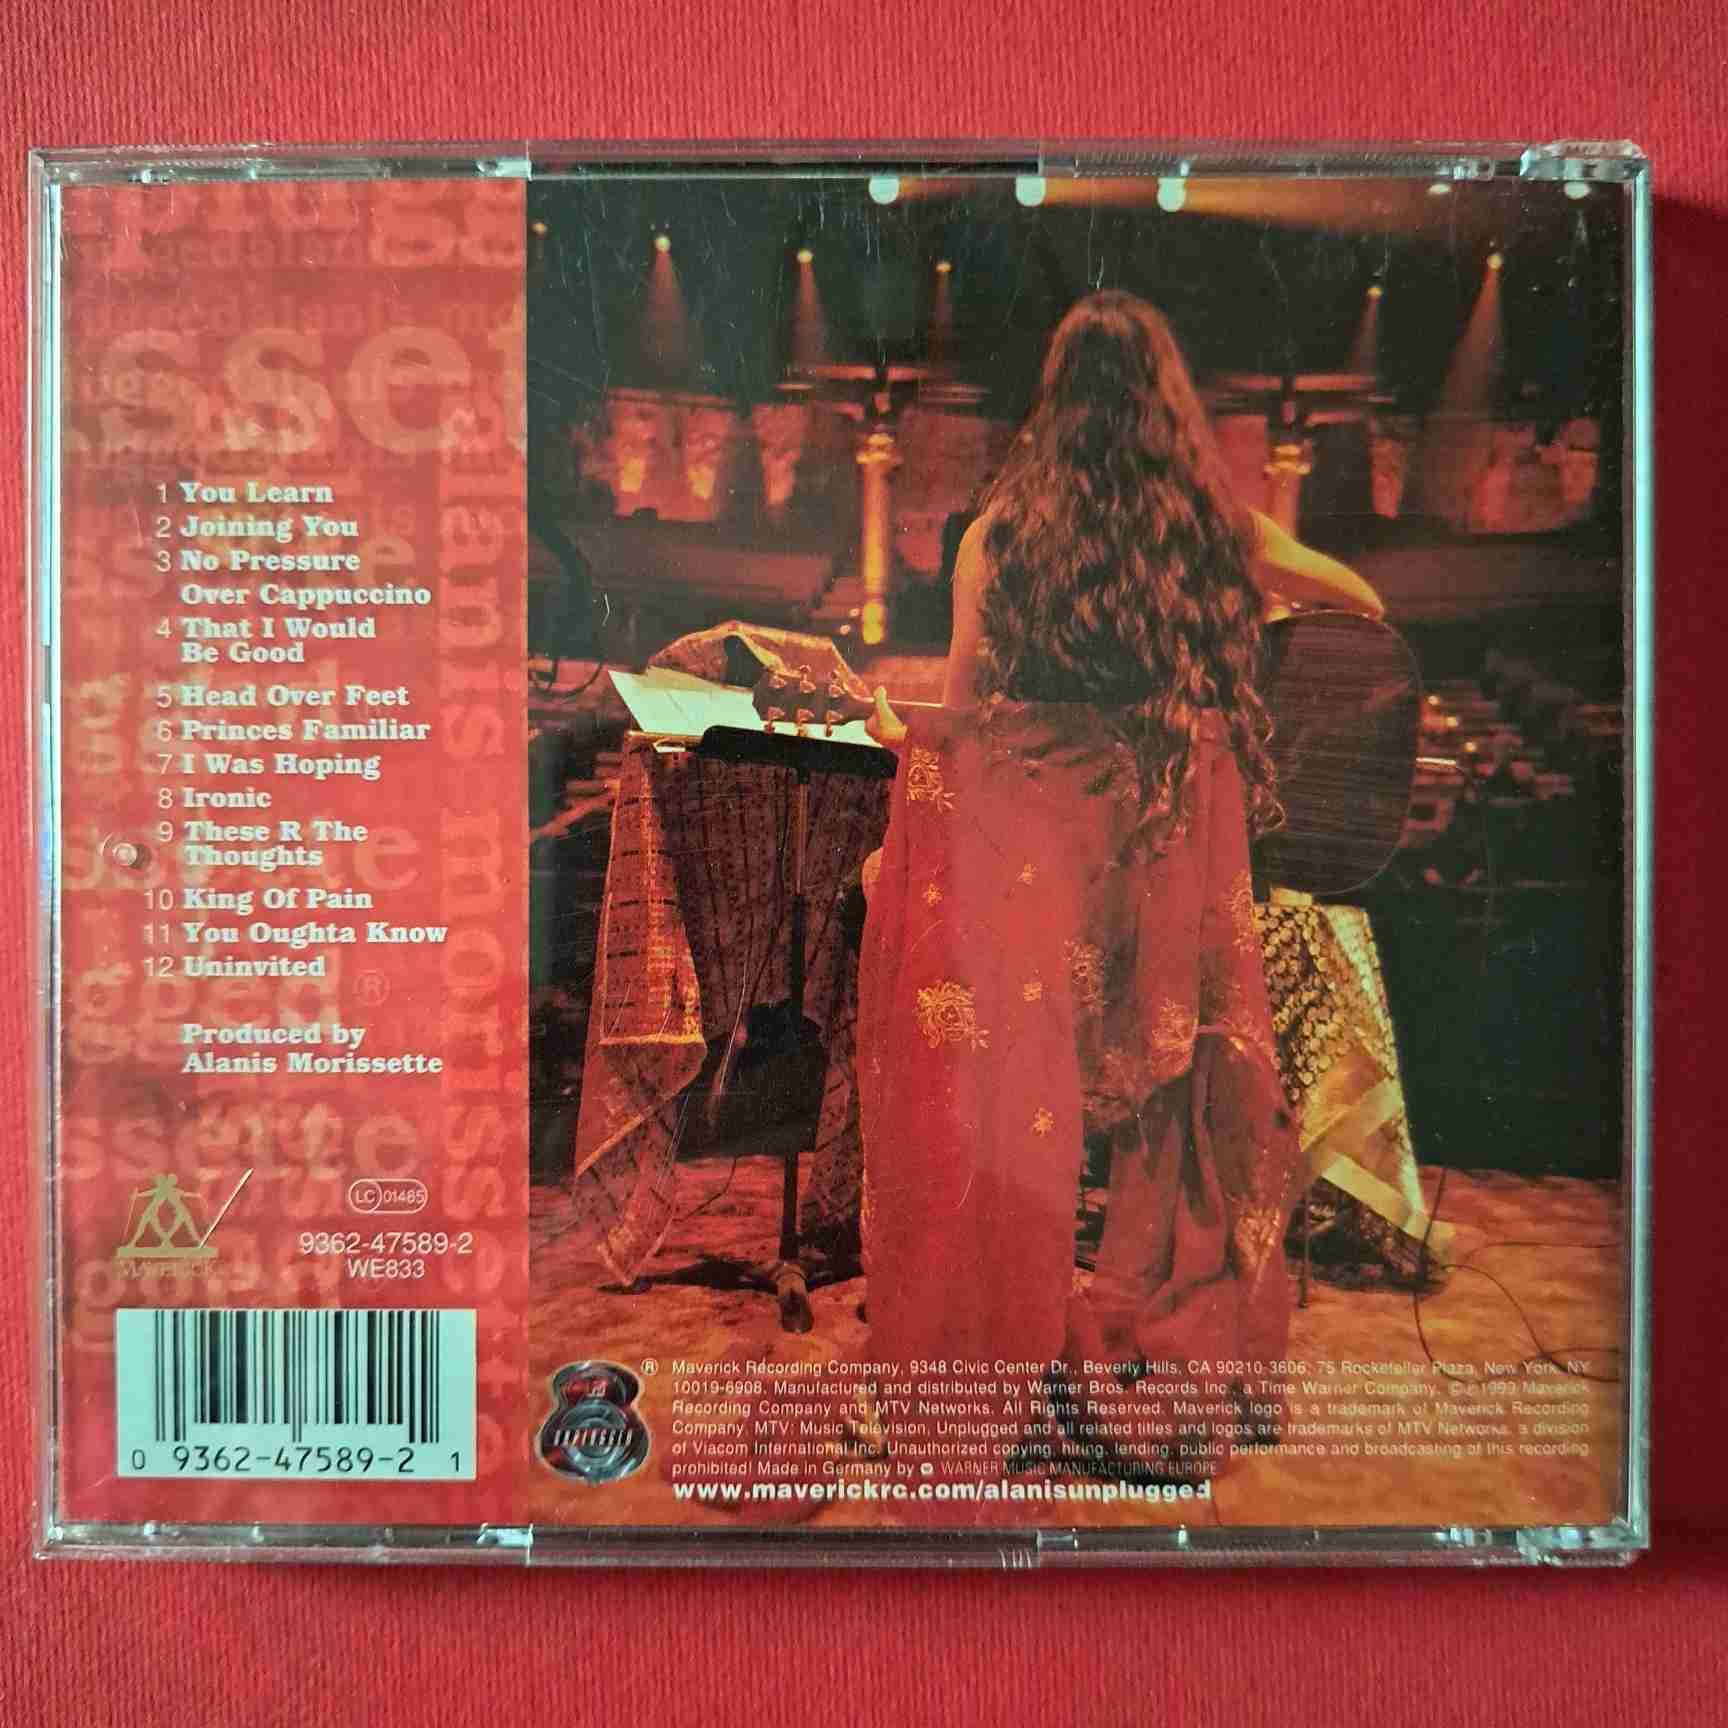 1 You Learn
2 Joining You
3 No Pressure
Over Cappuccino
4 That I Would
Be Good
5 Head Over Feet
6 Princes Familiar
7 I Was Hoping
8 Ironic
9 These R The
Thoughts
10 King Of Pain
11 You Oughta Know
12 Uninvited
Produced by
Alanis Morissette
alanis morissette
MAVERICK
LC 01485
9362-47589-2
WE833
0 9362-47589-2 1
UNPLUGGED
® Maverick Recording Company, 9348 Civic Center Dr., Beverly Hills, CA 90210-3606; 75 Rockefeller Plaza, New York, NY
10019-6908. Manufactured and distributed by Warner Bros. Records Inc., a Time Warner Company. ©℗1999 Maverick
Recording Company and MTV Networks. All Rights Reserved. Maverick logo is a trademark of Maverick Recording
Company. MTV: Music Television, Unplugged and all related titles and logos are trademarks of MTV Networks, a division
of Viacom International Inc. Unauthorized copying, hiring, lending, public performance and broadcasting of this recording
prohibited! Made in Germany by WARNER MUSIC MANUFACTURING EUROPE
www.maverickrc.com/alanisunplugged